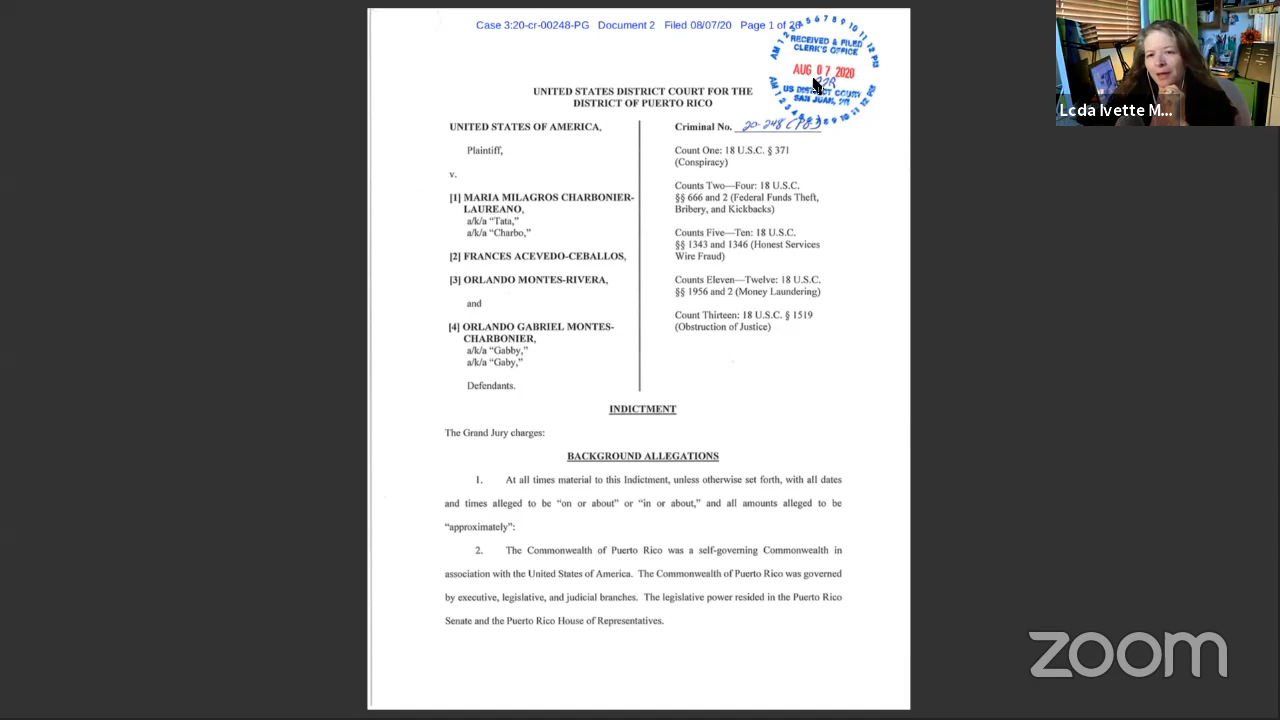 Case 3:20-cr-00248-PG Document 2 Filed 08/07/20 Page 1 of
RECEIVED & FILED
CLERK'S OFFICE
AUG 07 2020
US DISTRICT COURT
SAN JUAN, PR
UNITED STATES DISTRICT COURT FOR THE
DISTRICT OF PUERTO RICO
UNITED STATES OF AMERICA,
Plaintiff,
v.
[1] MARIA MILAGROS CHARBONIER-
LAUREANO,
a/k/a “Tata,”
a/k/a “Charbo,”
[2] FRANCES ACEVEDO-CEBALLOS,
[3] ORLANDO MONTES-RIVERA,
and
[4] ORLANDO GABRIEL MONTES-
CHARBONIER,
a/k/a “Gabby,”
a/k/a “Gaby,”
Defendants.
Criminal No. 20-248 (PG)
Count One: 18 U.S.C. § 371
(Conspiracy)
Counts Two—Four: 18 U.S.C.
§§ 666 and 2 (Federal Funds Theft,
Bribery, and Kickbacks)
Counts Five—Ten: 18 U.S.C.
§§ 1343 and 1346 (Honest Services
Wire Fraud)
Counts Eleven—Twelve: 18 U.S.C.
§§ 1956 and 2 (Money Laundering)
Count Thirteen: 18 U.S.C. § 1519
(Obstruction of Justice)
INDICTMENT
The Grand Jury charges:
BACKGROUND ALLEGATIONS
1. At all times material to this Indictment, unless otherwise set forth, with all dates
and times alleged to be “on or about” or “in or about,” and all amounts alleged to be
“approximately”:
2. The Commonwealth of Puerto Rico was a self-governing Commonwealth in
association with the United States of America. The Commonwealth of Puerto Rico was governed
by executive, legislative, and judicial branches. The legislative power resided in the Puerto Rico
Senate and the Puerto Rico House of Representatives.
Lcda Ivette M...
zoom